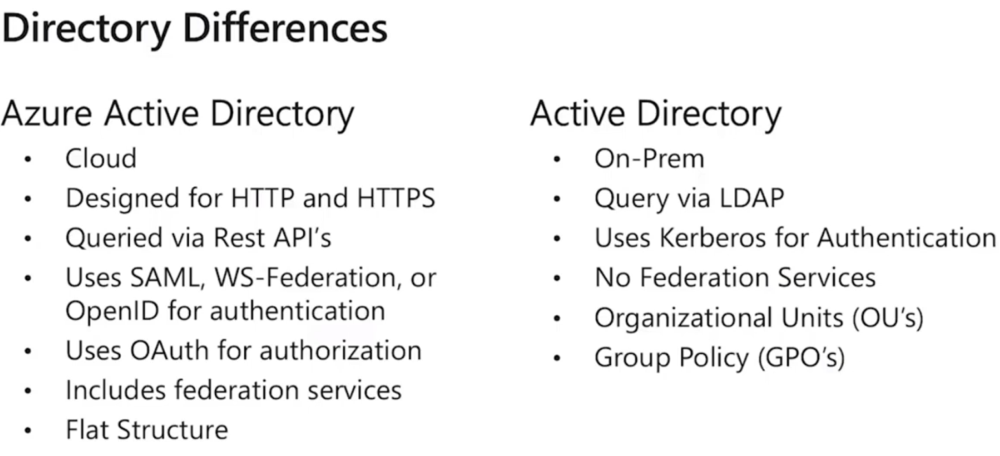 Directory Differences
Azure Active Directory
• Cloud
• Designed for HTTP and HTTPS
• Queried via Rest API's
• Uses SAML, WS-Federation, or
OpenID for authentication
• Uses OAuth for authorization
• Includes federation services
• Flat Structure
Active Directory
• On-Prem
• Query via LDAP
• Uses Kerberos for Authentication
• No Federation Services
• Organizational Units (OU's)
• Group Policy (GPO's)